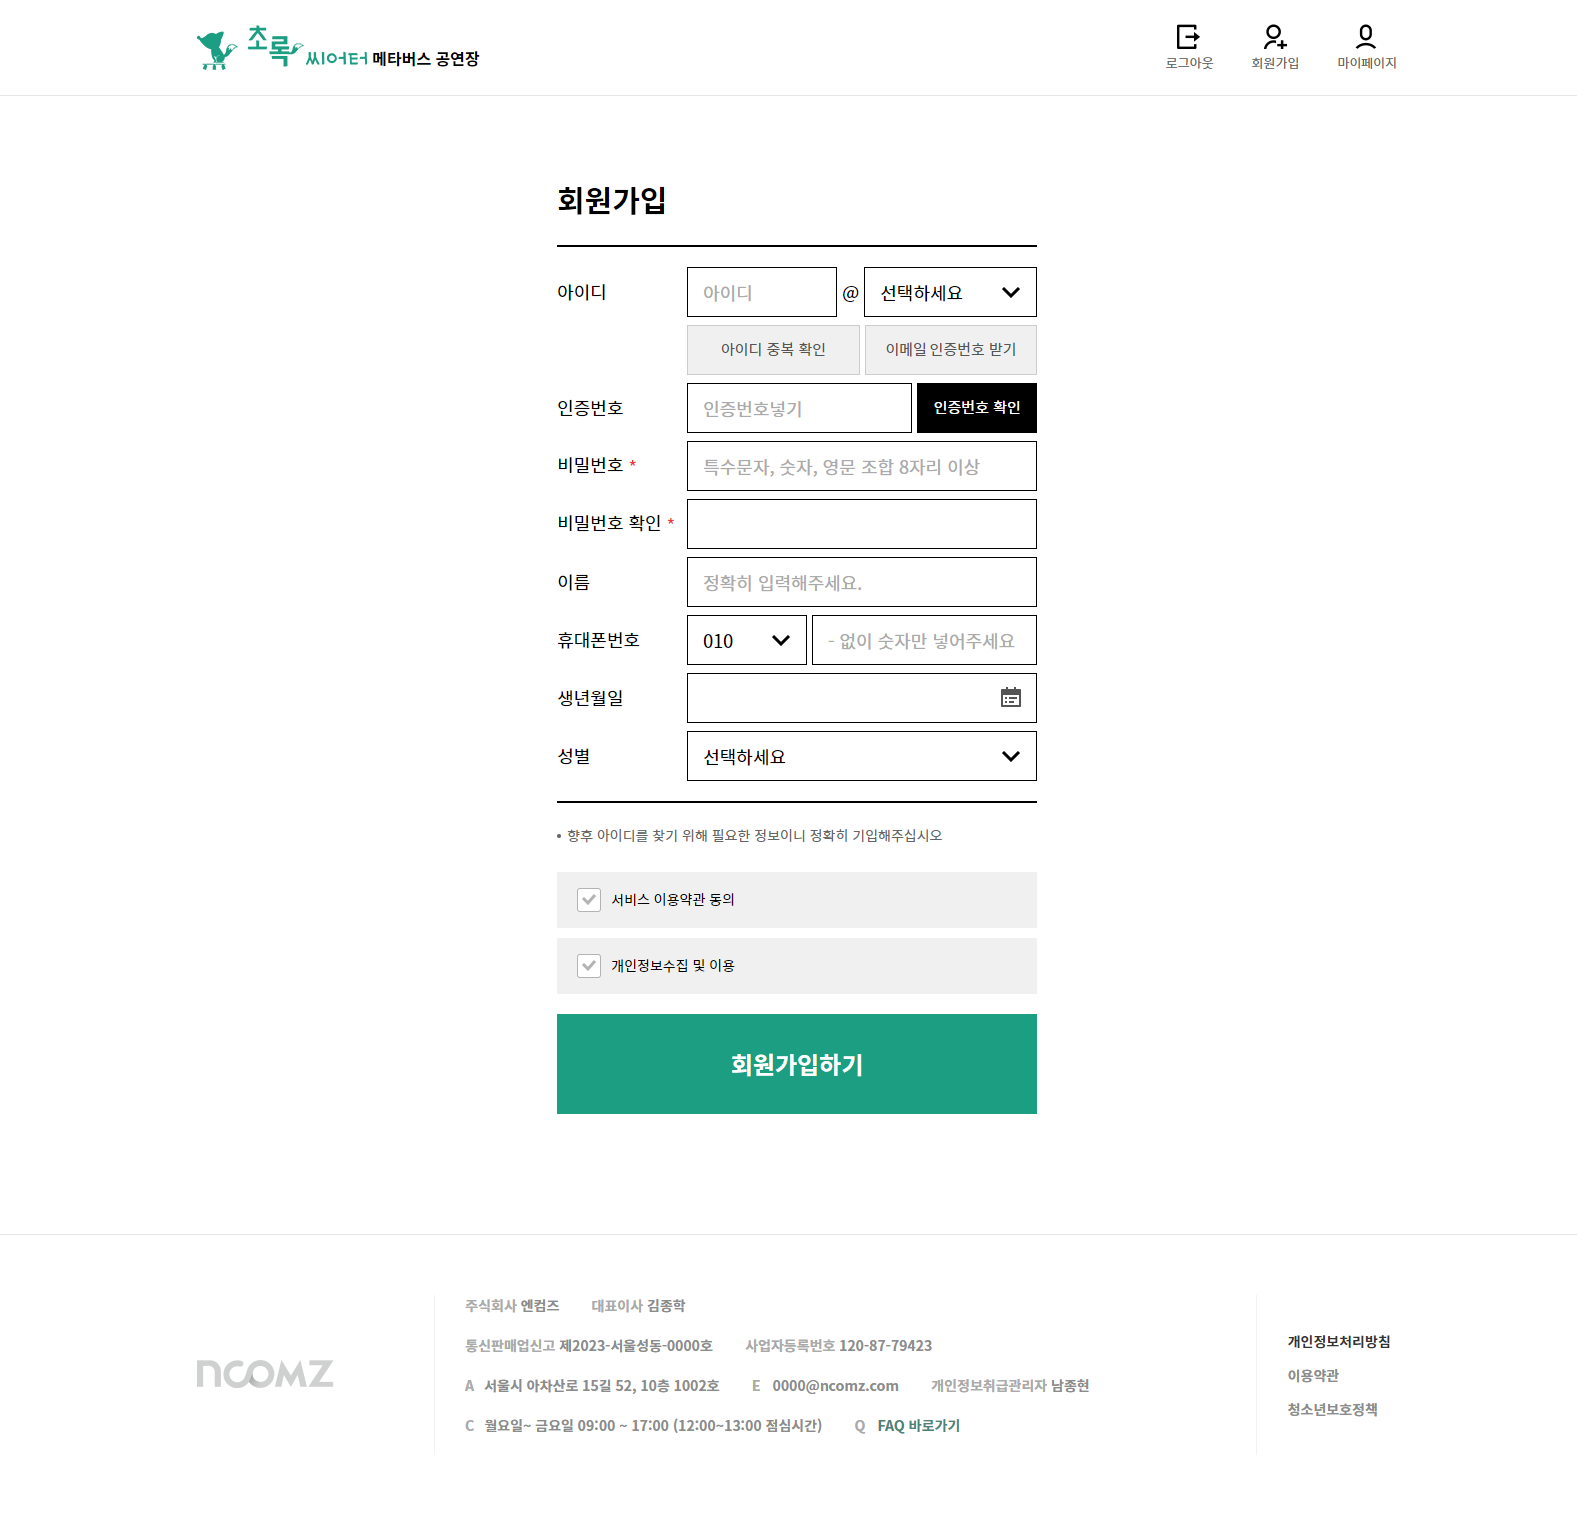 초록 씨어터 메타버스 공연장
로그아웃 회원가입 마이페이지
회원가입
아이디 아이디 @ 선택하세요
아이디 중복 확인 이메일 인증번호 받기
인증번호 인증번호넣기 인증번호 확인
비밀번호 * 특수문자, 숫자, 영문 조합 8자리 이상
비밀번호 확인 *
이름 정확히 입력해주세요.
휴대폰번호 010 - 없이 숫자만 넣어주세요
생년월일
성별 선택하세요
• 향후 아이디를 찾기 위해 필요한 정보이니 정확히 기입해주십시오
서비스 이용약관 동의
개인정보수집 및 이용
회원가입하기
ncomz
주식회사 엔컴즈 대표이사 김종학
통신판매업신고 제2023-서울성동-0000호 사업자등록번호 120-87-79423
A 서울시 아차산로 15길 52, 10층 1002호 E 0000@ncomz.com 개인정보취급관리자 남종현
C 월요일~ 금요일 09:00 ~ 17:00 (12:00~13:00 점심시간) Q FAQ 바로가기
개인정보처리방침
이용약관
청소년보호정책